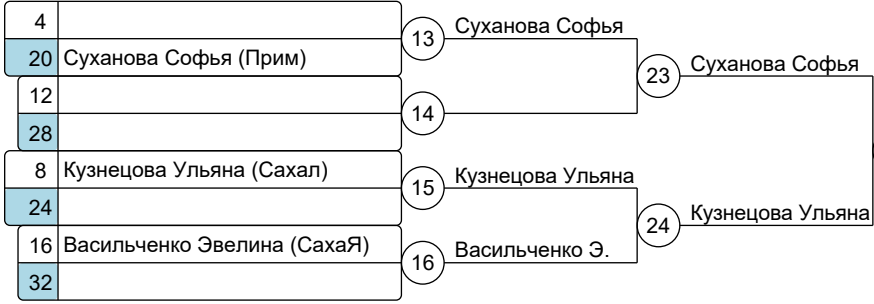 4
13 Суханова Софья
20 Суханова Софья (Прим)
23 Суханова Софья
12
14
28
8 Кузнецова Ульяна (Сахал)
15 Кузнецова Ульяна
24
24 Кузнецова Ульяна
16 Васильченко Эвелина (СахаЯ)
16 Васильченко Э.
32